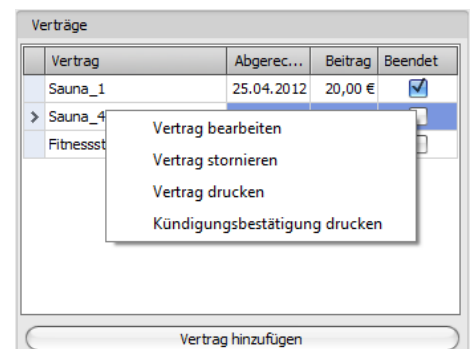 Verträge
Vertrag Abgerec... Beitrag Beendet
Sauna_1 25.04.2012 20,00 €
Sauna_4
Vertrag bearbeiten
Vertrag stornieren
Vertrag drucken
Kündigungsbestätigung drucken
Vertrag hinzufügen